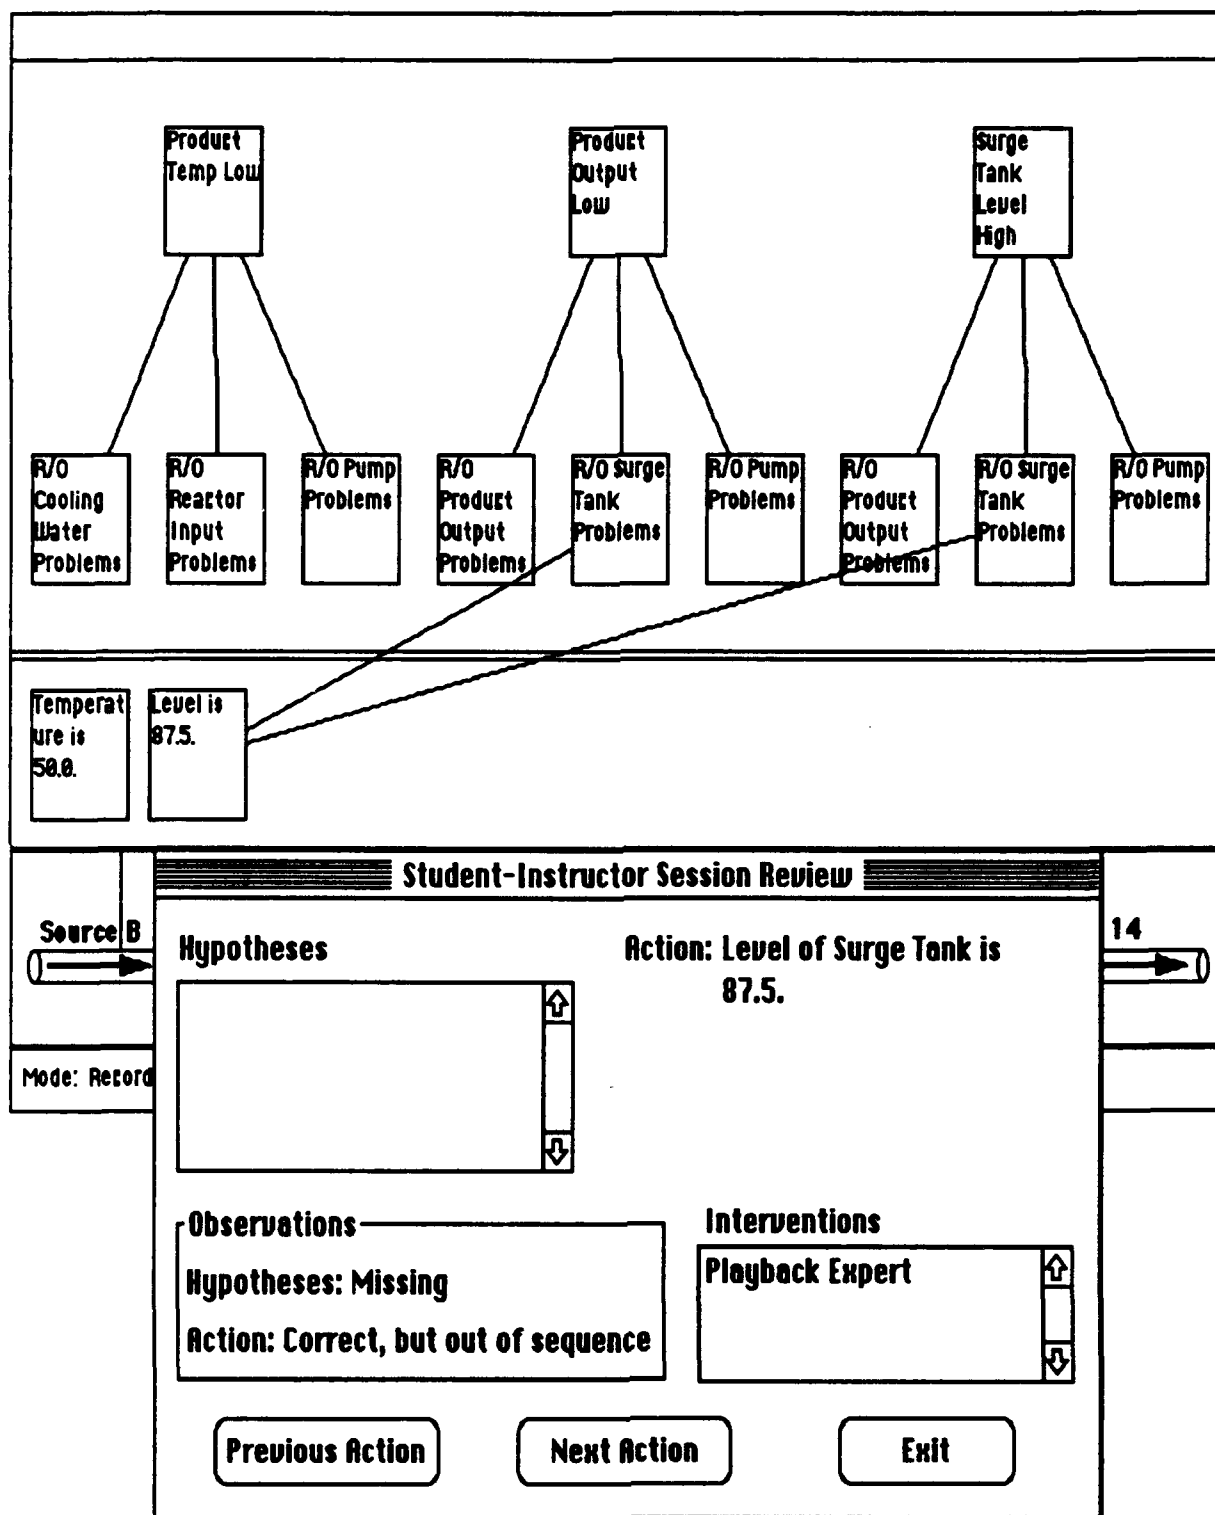 Product
Temp Low
Product
Output
Low
Surge
Tank
Level
High
R/O
Cooling
Water
Problems
R/O
Reactor
Input
Problems
R/O Pump
Problems
R/O
Product
Output
Problems
R/O Surge
Tank
Problems
R/O Pump
Problems
R/O
Product
Output
Problems
R/O Surge
Tank
Problems
R/O Pump
Problems
Temperat
ure is
50.0.
Level is
87.5.
Student-Instructor Session Review
Source B
14
Hypotheses
Action: Level of Surge Tank is
87.5.
Mode: Record
Observations
Hypotheses: Missing
Action: Correct, but out of sequence
Interventions
Playback Expert
Previous Action
Next Action
Exit